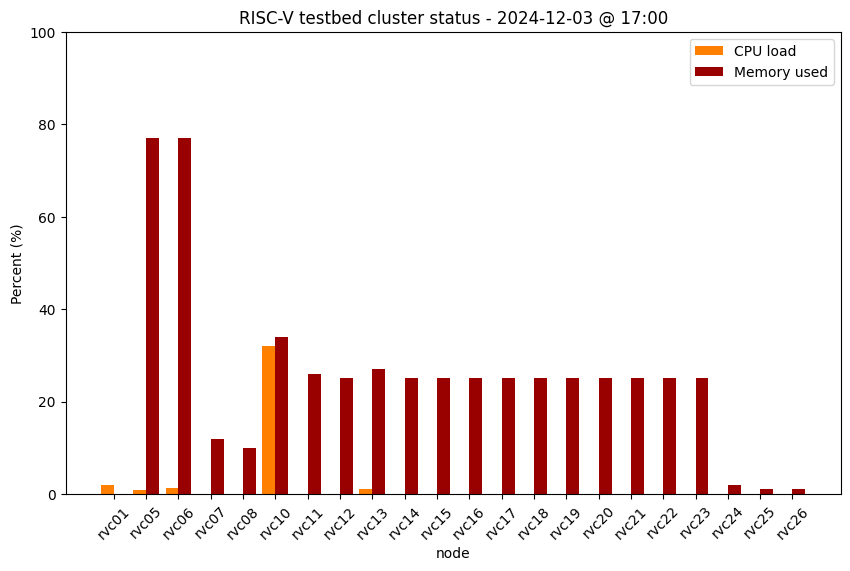 RISC-V testbed cluster status - 2024-12-03 @ 17:00
CPU load
Memory used
Percent (%)
100
80
60
40
20
0
rvc01
rvc05
rvc06
rvc07
rvc08
rvc10
rvc11
rvc12
rvc13
rvc14
rvc15
rvc16
rvc17
rvc18
rvc19
rvc20
rvc21
rvc22
rvc23
rvc24
rvc25
rvc26
node